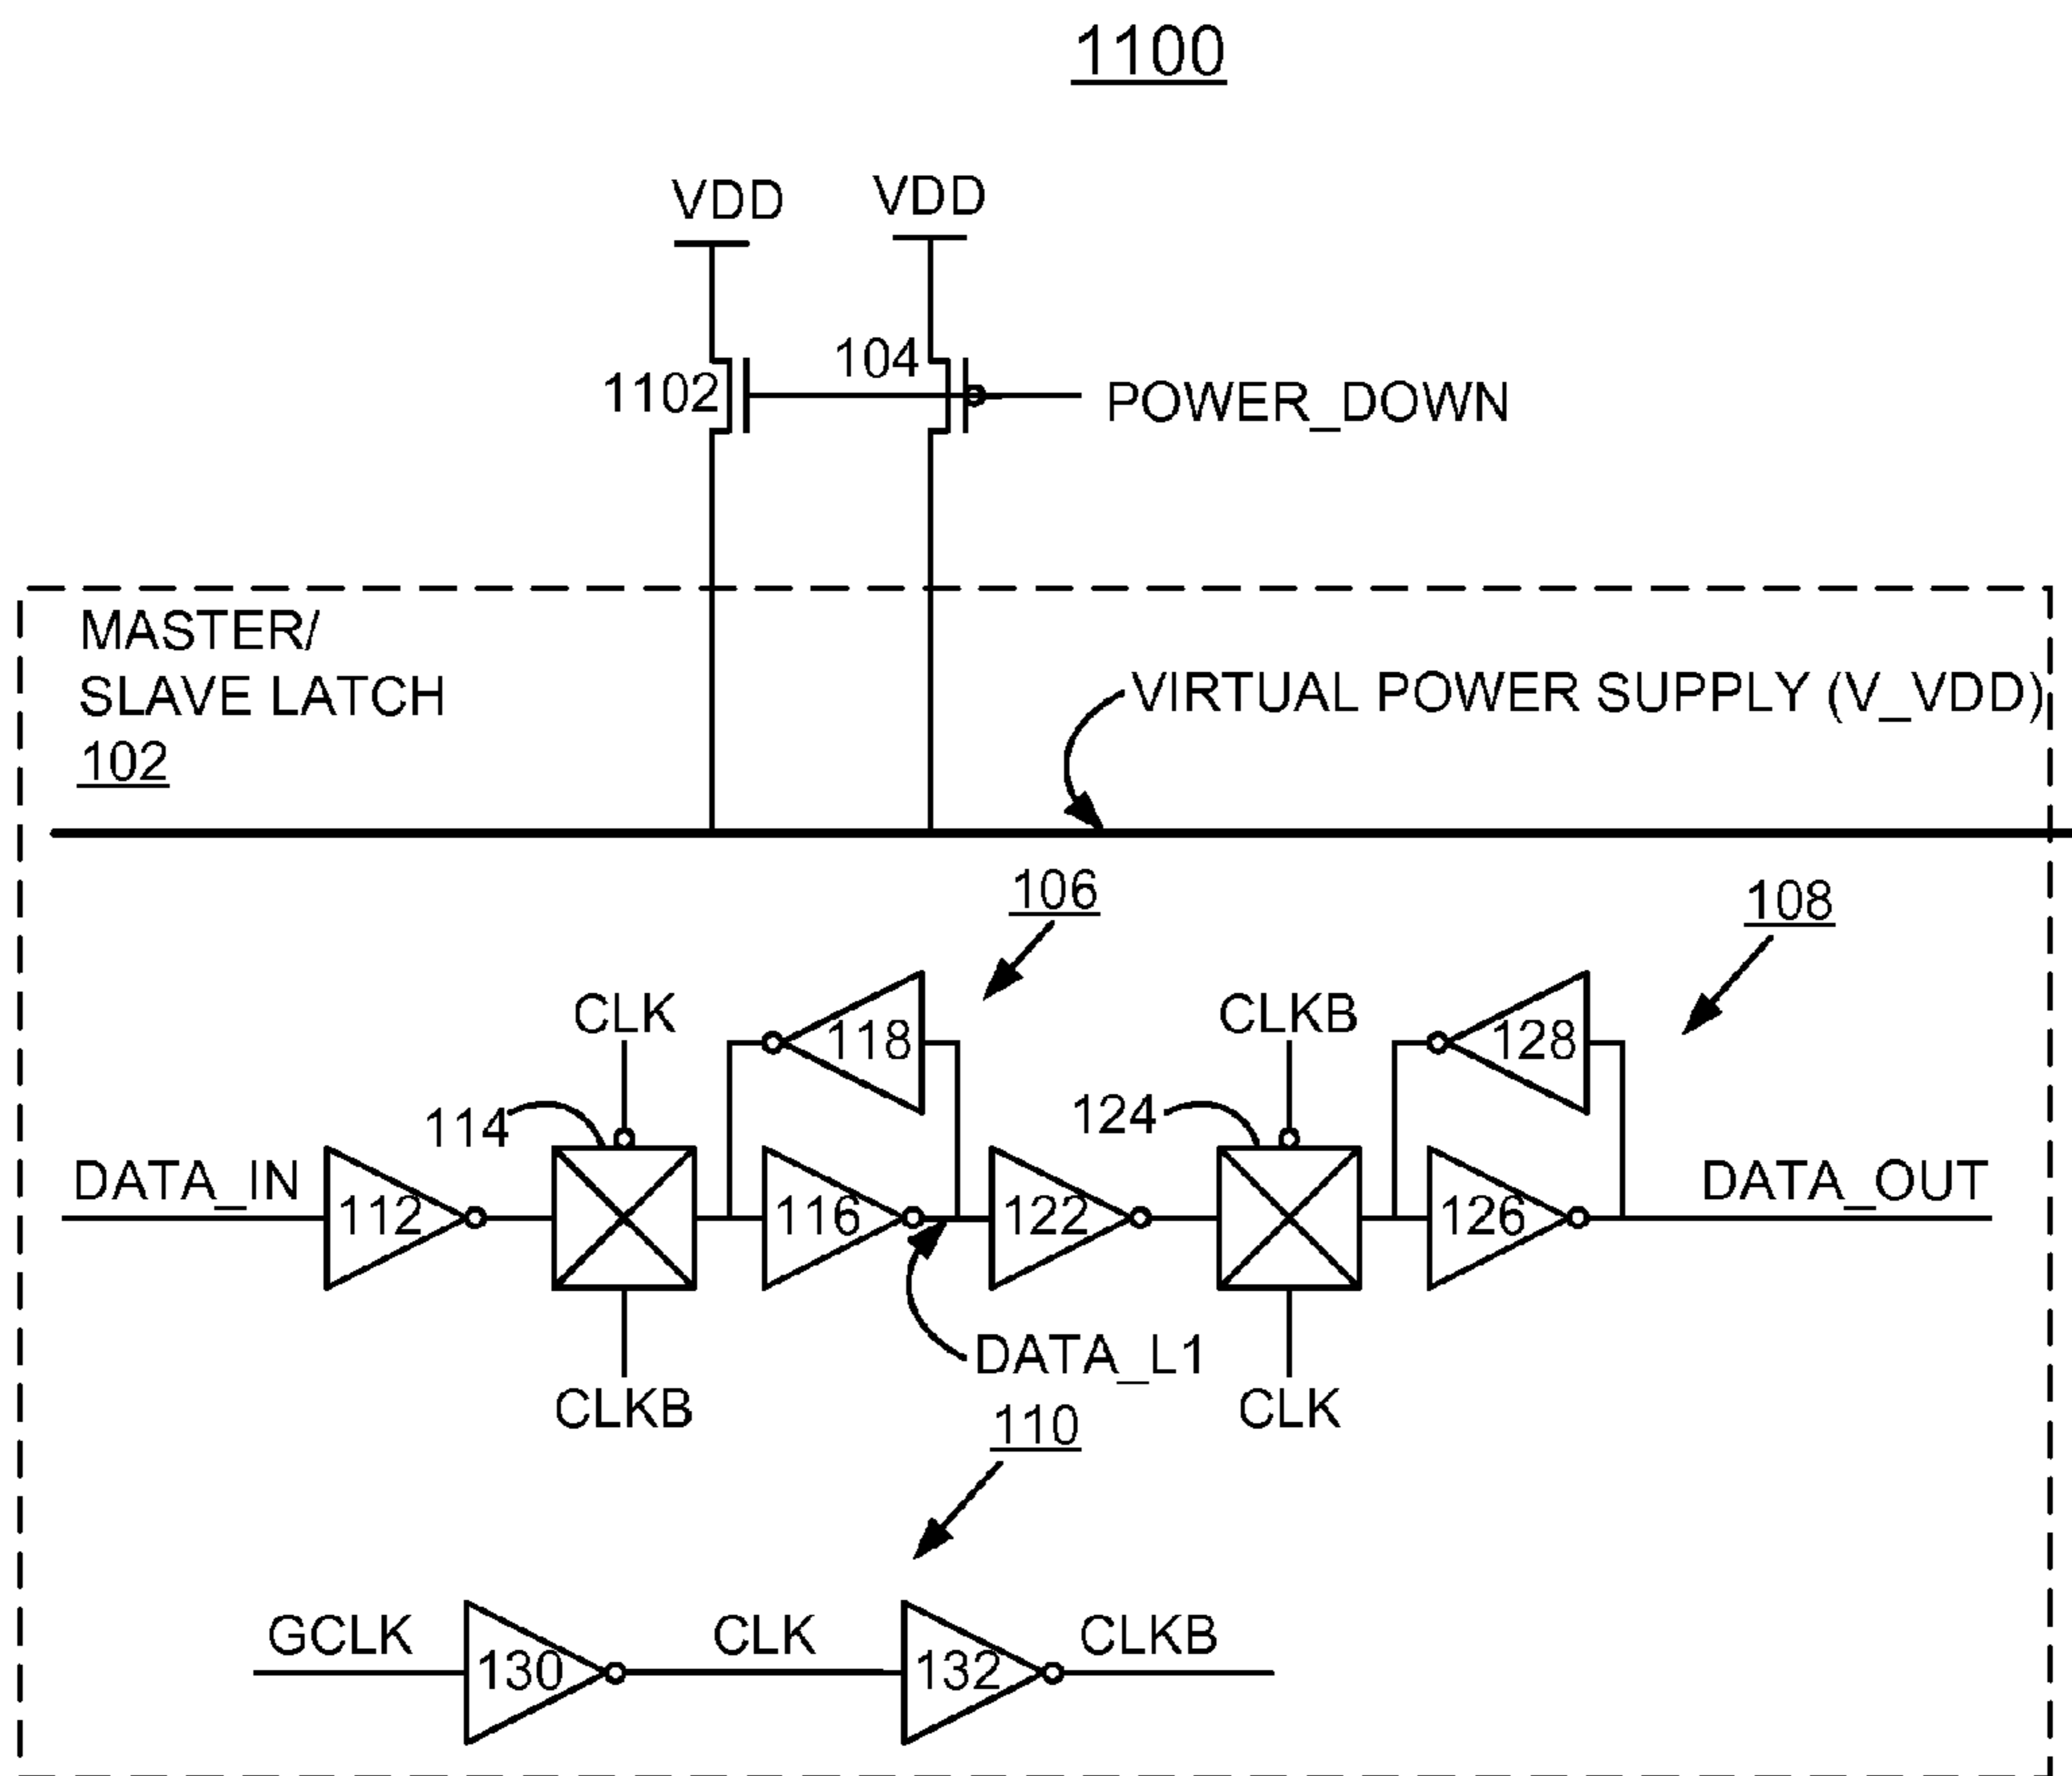 1100
VDD
VDD
1102
104
POWER_DOWN
MASTER/
SLAVE LATCH
102
VIRTUAL POWER SUPPLY (V_VDD)
106
108
CLK
118
CLKB
128
114
124
DATA_IN
112
116
122
126
DATA_OUT
DATA_L1
CLKB
CLK
110
GCLK
130
CLK
132
CLKB